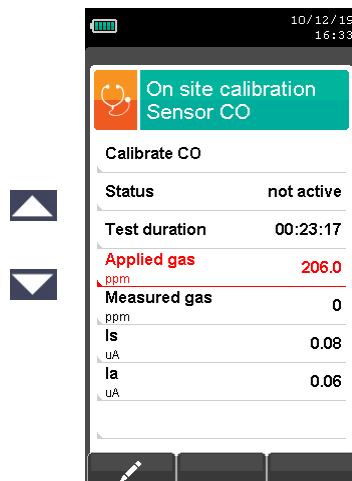 10/12/19
16:33
On site calibration
Sensor CO
Calibrate CO
Status not active
Test duration 00:23:17
Applied gas 206.0
ppm
Measured gas 0
ppm
Is 0.08
uA
Ia 0.06
uA